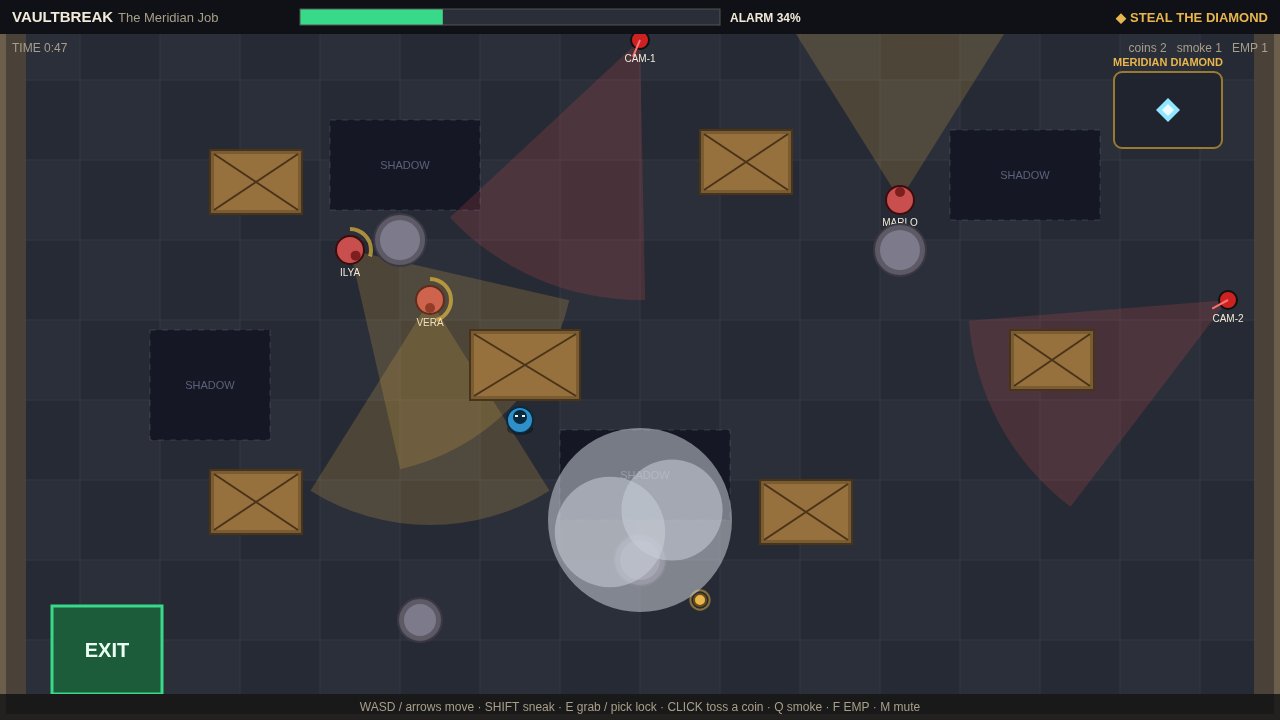 VAULTBREAK The Meridian Job
ALARM 34%
◆ STEAL THE DIAMOND
TIME 0:47
coins 2 smoke 1 EMP 1
CAM-1
MERIDIAN DIAMOND
SHADOW
SHADOW
MARLO
ILYA
VERA
CAM-2
SHADOW
SHADOW
EXIT
WASD / arrows move · SHIFT sneak · E grab / pick lock · CLICK toss a coin · Q smoke · F EMP · M mute